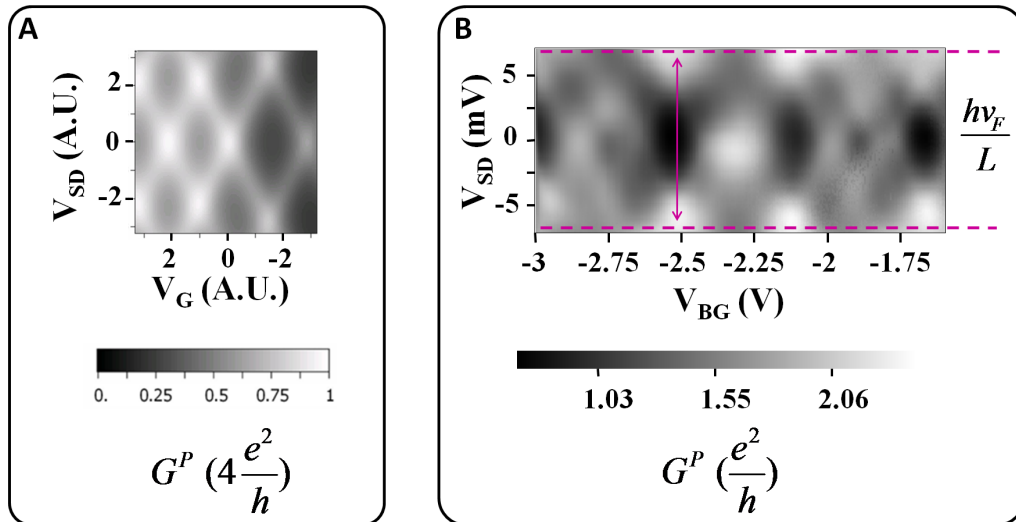 A
V_SD (A.U.)
2
0
-2
2 0 -2
V_G (A.U.)
0. 0.25 0.5 0.75 1
G^P (4 e^2/h)
B
V_SD (mV)
5
0
-5
-3 -2.75 -2.5 -2.25 -2 -1.75
V_BG (V)
hν_F/L
1.03 1.55 2.06
G^P (e^2/h)